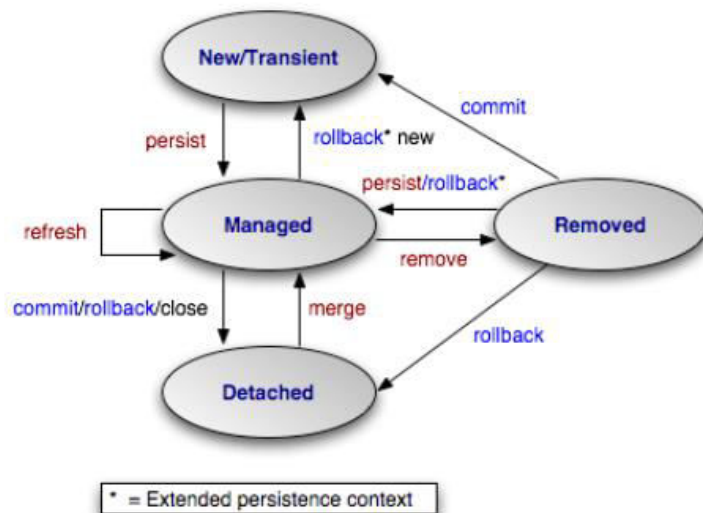 New/Transient
commit
persist
rollback* new
persist/rollback*
Managed
Removed
refresh
remove
commit/rollback/close
merge
rollback
Detached
* = Extended persistence context